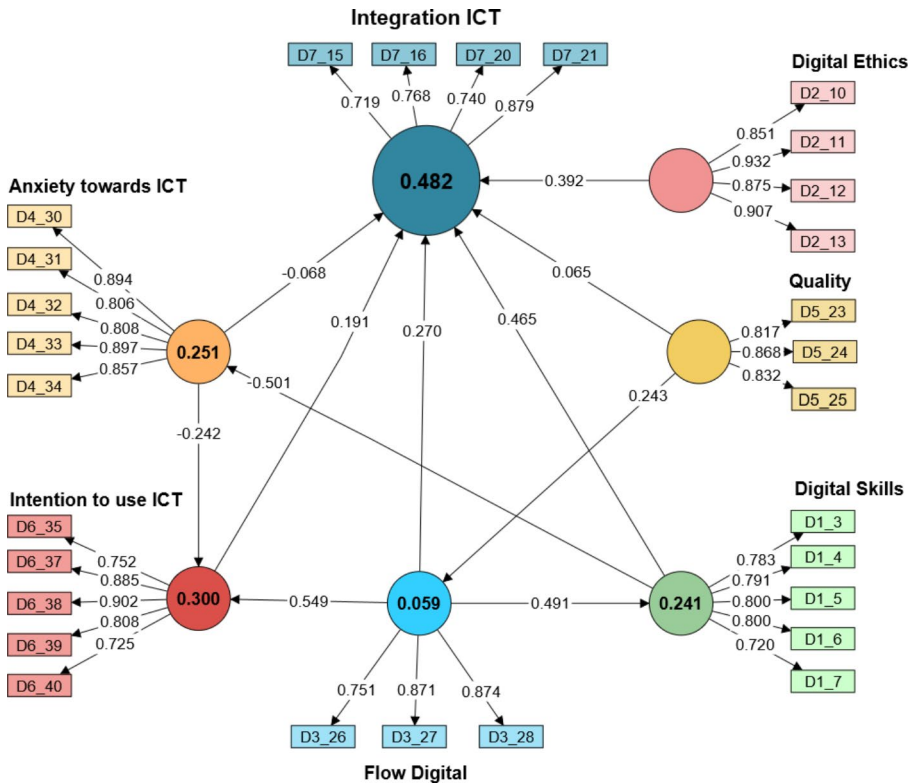 Integration ICT
D7_15
D7_16
D7_20
D7_21
0.719
0.768
0.740
0.879
0.482
Digital Ethics
D2_10
D2_11
D2_12
D2_13
0.851
0.932
0.875
0.907
0.392
Anxiety towards ICT
D4_30
D4_31
D4_32
D4_33
D4_34
0.894
0.806
0.808
0.897
0.857
0.251
-0.068
0.191
0.270
0.465
0.065
Quality
D5_23
D5_24
D5_25
0.817
0.868
0.832
0.243
-0.501
-0.242
Intention to use ICT
D6_35
D6_37
D6_38
D6_39
D6_40
0.752
0.885
0.902
0.808
0.725
0.300
0.549
0.059
0.491
0.241
Digital Skills
D1_3
D1_4
D1_5
D1_6
D1_7
0.783
0.791
0.800
0.800
0.720
0.751
0.871
0.874
D3_26
D3_27
D3_28
Flow Digital